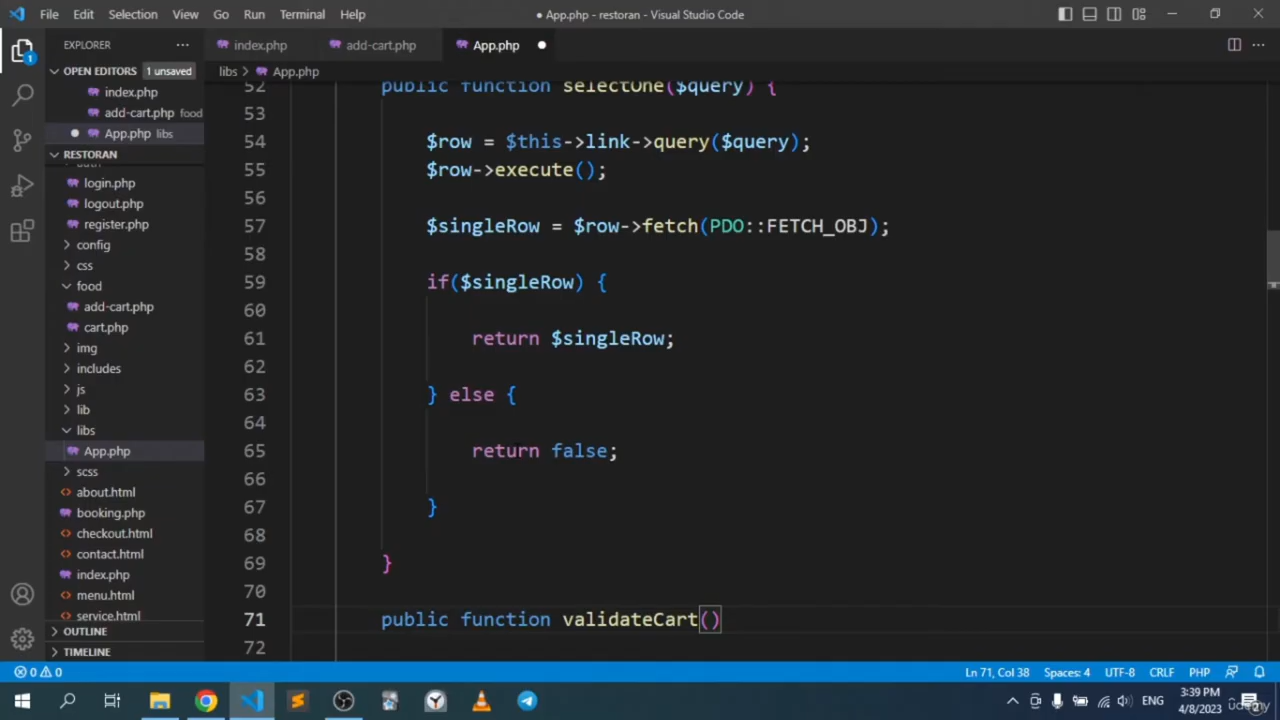 File Edit Selection View Go Run Terminal Help
● App.php - restoran - Visual Studio Code
EXPLORER
index.php
add-cart.php
App.php
OPEN EDITORS
1 unsaved
libs > App.php
index.php
add-cart.php food
App.php libs
RESTORAN
login.php
logout.php
register.php
config
css
food
add-cart.php
cart.php
img
includes
js
lib
libs
App.php
scss
about.html
booking.php
checkout.html
contact.html
index.php
menu.html
service.html
OUTLINE
TIMELINE
52 public function selectOne($query) {
53
54 $row = $this->link->query($query);
55 $row->execute();
56
57 $singleRow = $row->fetch(PDO::FETCH_OBJ);
58
59 if($singleRow) {
60
61 return $singleRow;
62
63 } else {
64
65 return false;
66
67 }
68
69 }
70
71 public function validateCart()
72
0 0
Ln 71, Col 38 Spaces: 4 UTF-8 CRLF PHP
ENG
3:39 PM
4/8/2023
1